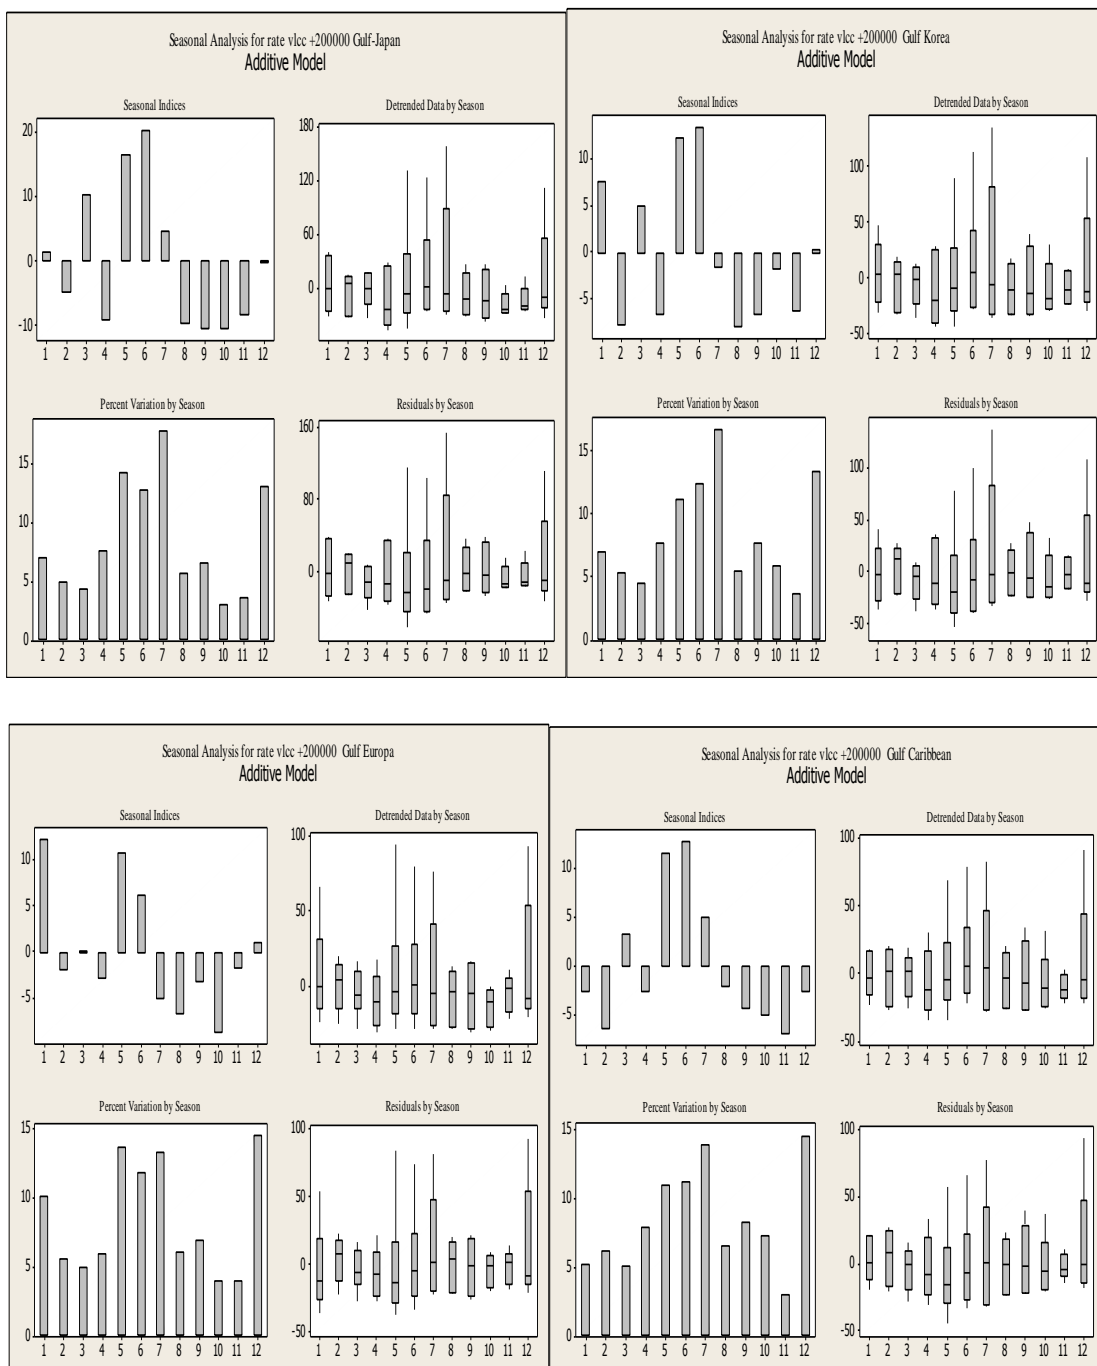 Seasonal Analysis for rate vlcc +200000 Gulf-Japan
Additive Model
Seasonal Indices
20
10
0
-10
1 2 3 4 5 6 7 8 9 10 11 12
Detrended Data by Season
180
120
60
0
1 2 3 4 5 6 7 8 9 10 11 12
Percent Variation by Season
15
10
5
0
1 2 3 4 5 6 7 8 9 10 11 12
Residuals by Season
160
80
0
1 2 3 4 5 6 7 8 9 10 11 12
Seasonal Analysis for rate vlcc +200000 Gulf Korea
Additive Model
Seasonal Indices
10
5
0
-5
1 2 3 4 5 6 7 8 9 10 11 12
Detrended Data by Season
100
50
0
-50
1 2 3 4 5 6 7 8 9 10 11 12
Percent Variation by Season
15
10
5
0
1 2 3 4 5 6 7 8 9 10 11 12
Residuals by Season
100
50
0
-50
1 2 3 4 5 6 7 8 9 10 11 12
Seasonal Analysis for rate vlcc +200000 Gulf Europa
Additive Model
Seasonal Indices
10
5
0
-5
1 2 3 4 5 6 7 8 9 10 11 12
Detrended Data by Season
100
50
0
1 2 3 4 5 6 7 8 9 10 11 12
Percent Variation by Season
15
10
5
0
1 2 3 4 5 6 7 8 9 10 11 12
Residuals by Season
100
50
0
-50
1 2 3 4 5 6 7 8 9 10 11 12
Seasonal Analysis for rate vlcc +200000 Gulf Caribbean
Additive Model
Seasonal Indices
10
5
0
-5
1 2 3 4 5 6 7 8 9 10 11 12
Detrended Data by Season
100
50
0
-50
1 2 3 4 5 6 7 8 9 10 11 12
Percent Variation by Season
15
10
5
0
1 2 3 4 5 6 7 8 9 10 11 12
Residuals by Season
100
50
0
-50
1 2 3 4 5 6 7 8 9 10 11 12